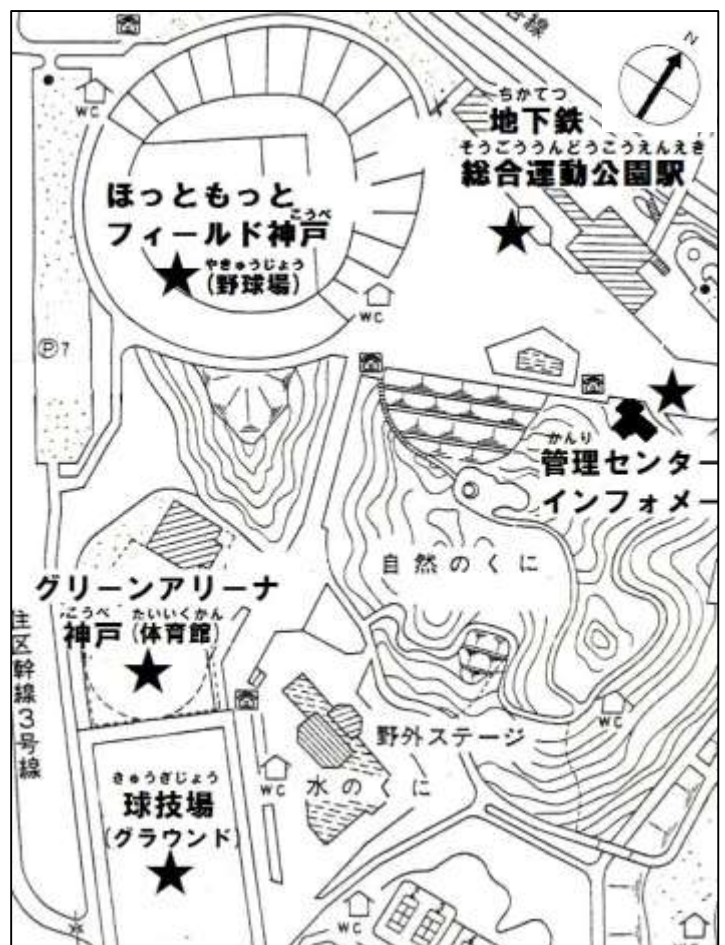 N
WC
ちかてつ
地下鉄
そうごううんどうこうえんえき
総合運動公園駅
ほっともっと
こうべ
フィールド神戸
やきゅうじょう
(野球場)
WC
P7
かんり
管理センター
インフォメー
自然のくに
グリーンアリーナ
こうべ たいいくかん
神戸(体育館)
住区幹線3号線
WC
野外ステージ
きゅうぎじょう
球技場
(グラウンド)
WC
水のくに
WC